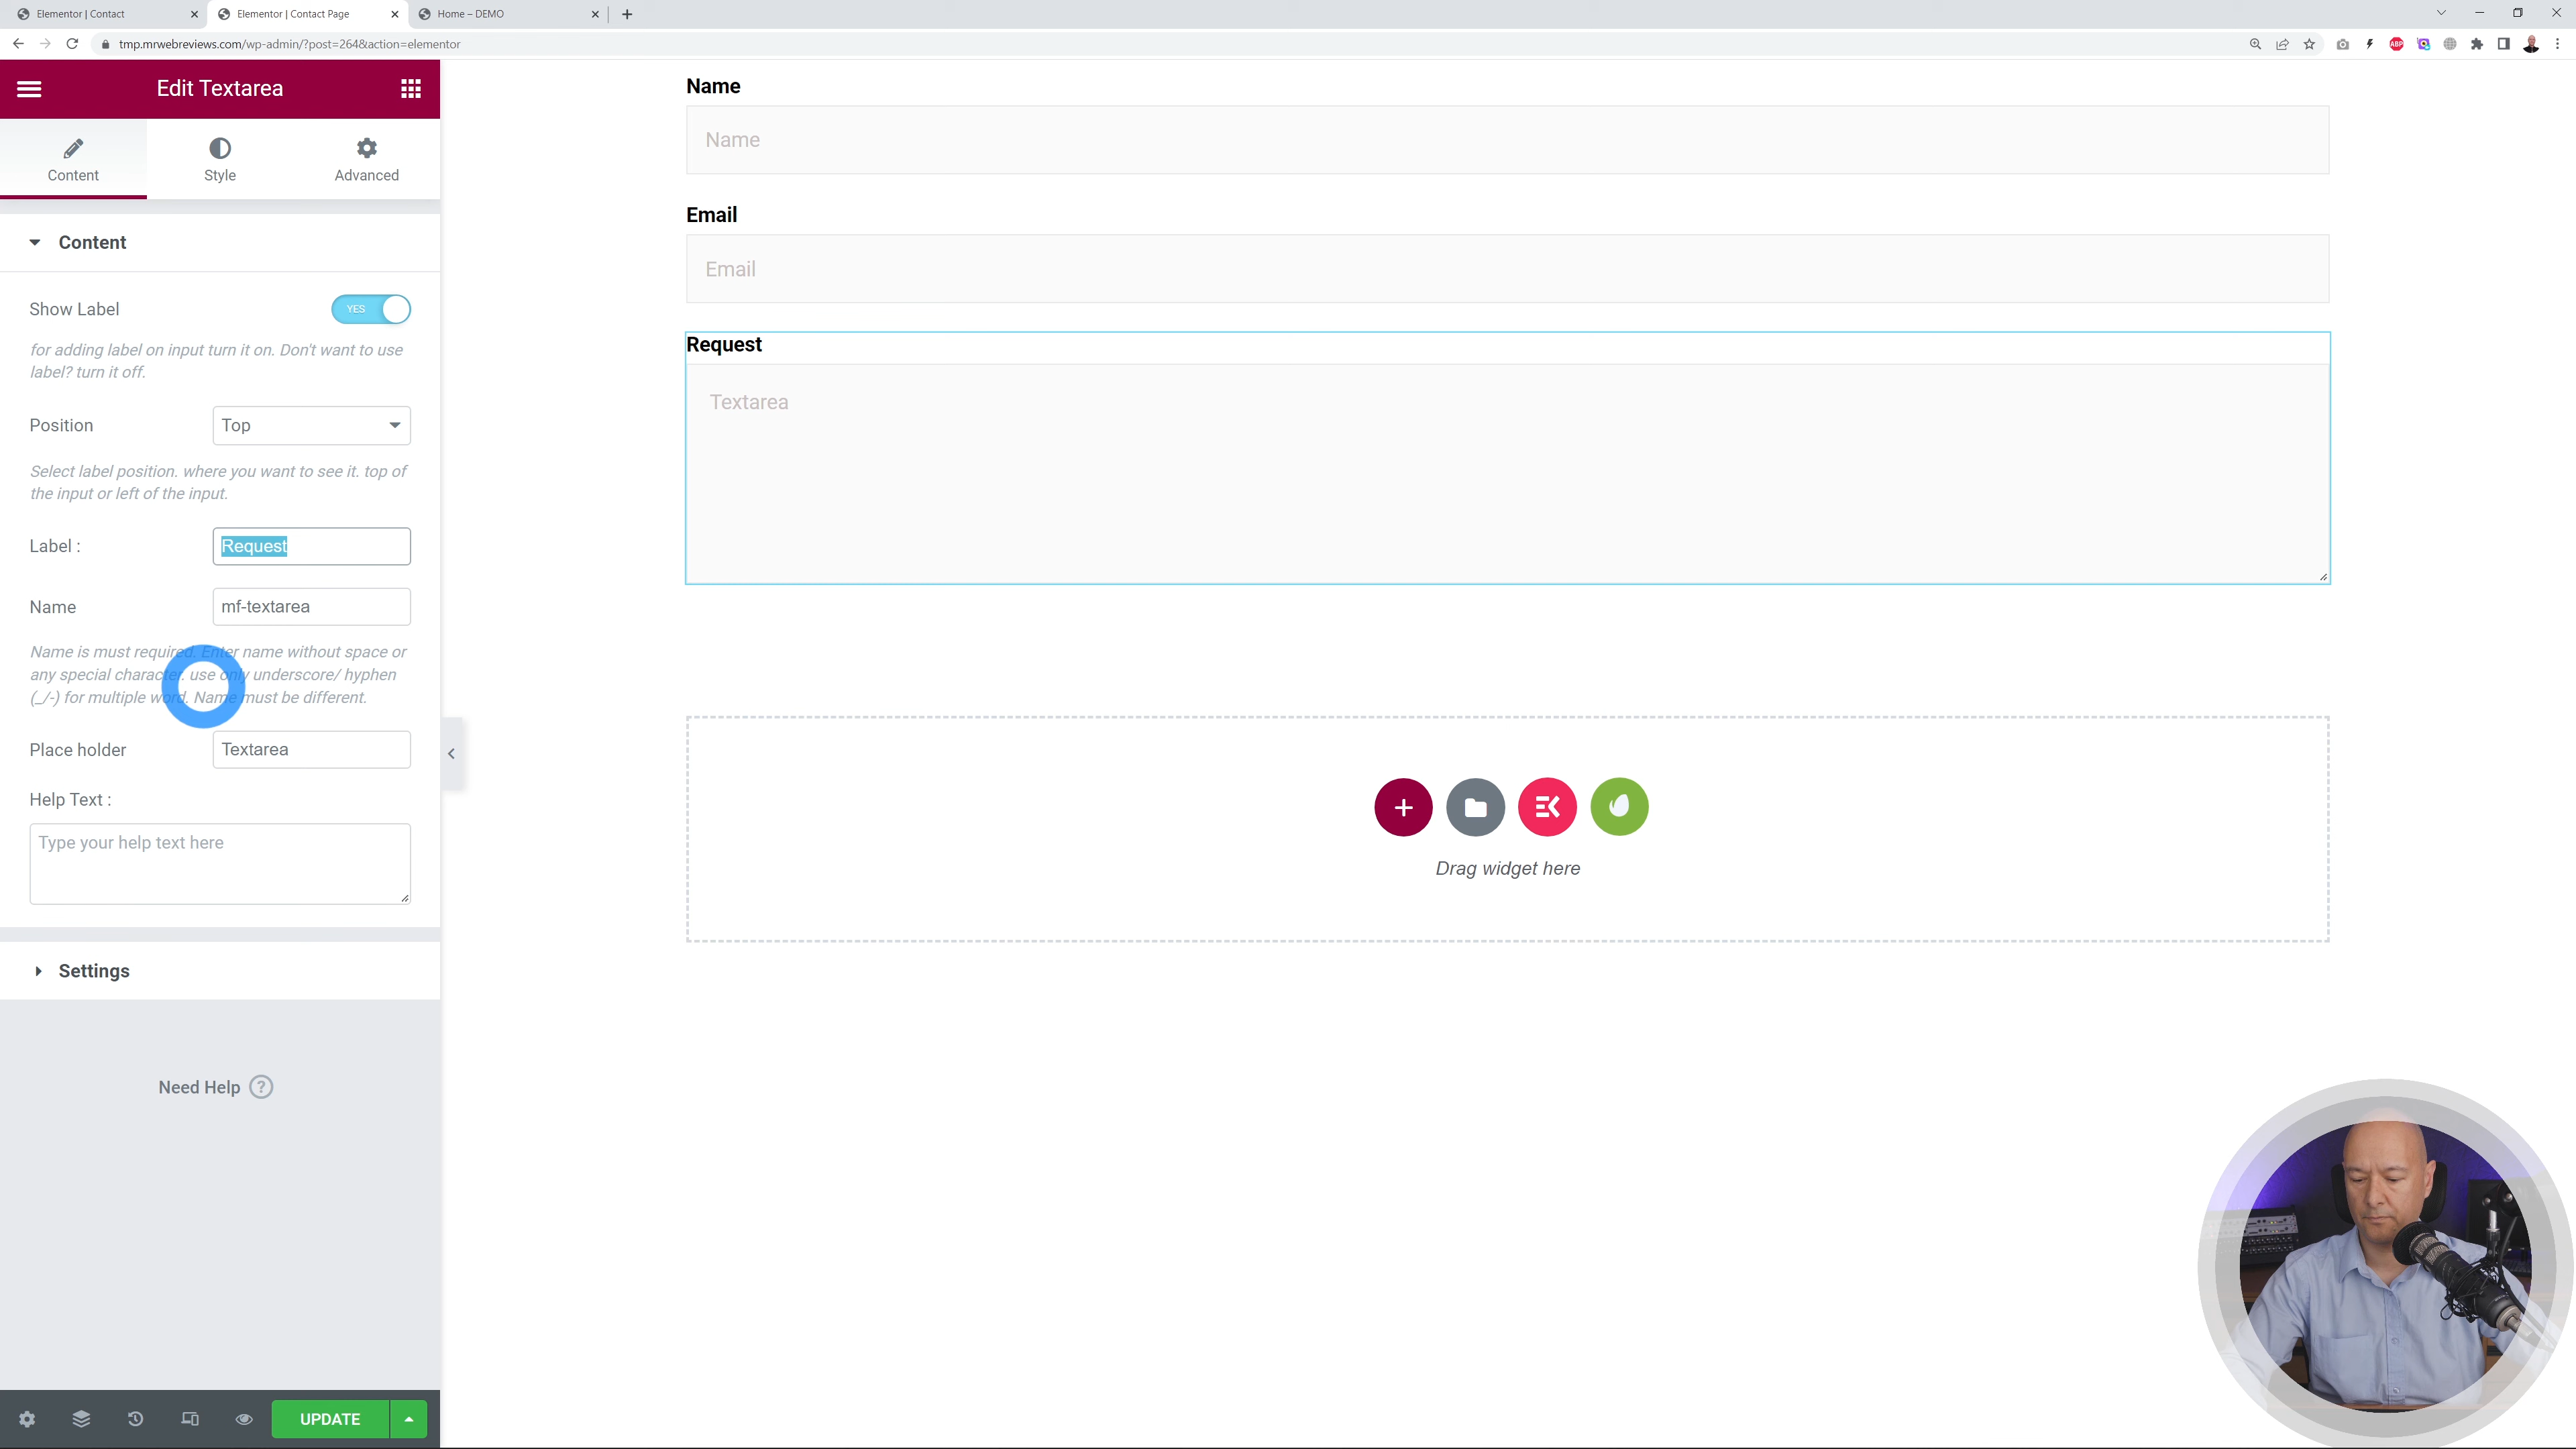 Elementor | Contact
Elementor | Contact Page
Home – DEMO
tmp.mrwebreviews.com/wp-admin/?post=264&action=elementor
ABP
Edit Textarea
Content
Style
Advanced
Content
Show Label
YES
for adding label on input turn it on. Don't want to use
label? turn it off.
Position
Top
Select label position. where you want to see it. top of
the input or left of the input.
Label :
Request
Name
mf-textarea
Name is must required. Enter name without space or
any special character. use only underscore/ hyphen
(_/-) for multiple word. Name must be different.
Place holder
Textarea
Help Text :
Type your help text here
Settings
Need Help ?
UPDATE
Name
Name
Email
Email
Request
Textarea
Drag widget here